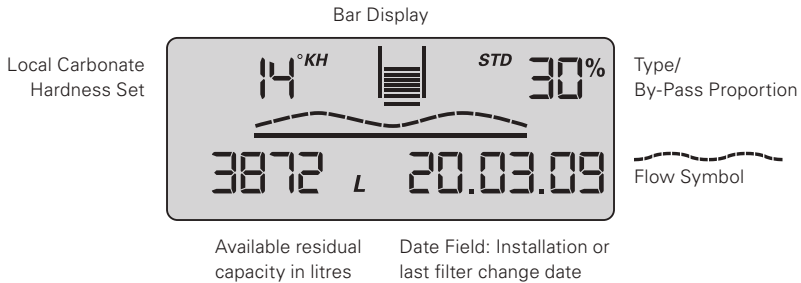 Bar Display
Local Carbonate
Hardness Set
14°KH
STD 30%
Type/
By-Pass Proportion
3872 L 20.03.09
Flow Symbol
Available residual
capacity in litres
Date Field: Installation or
last filter change date